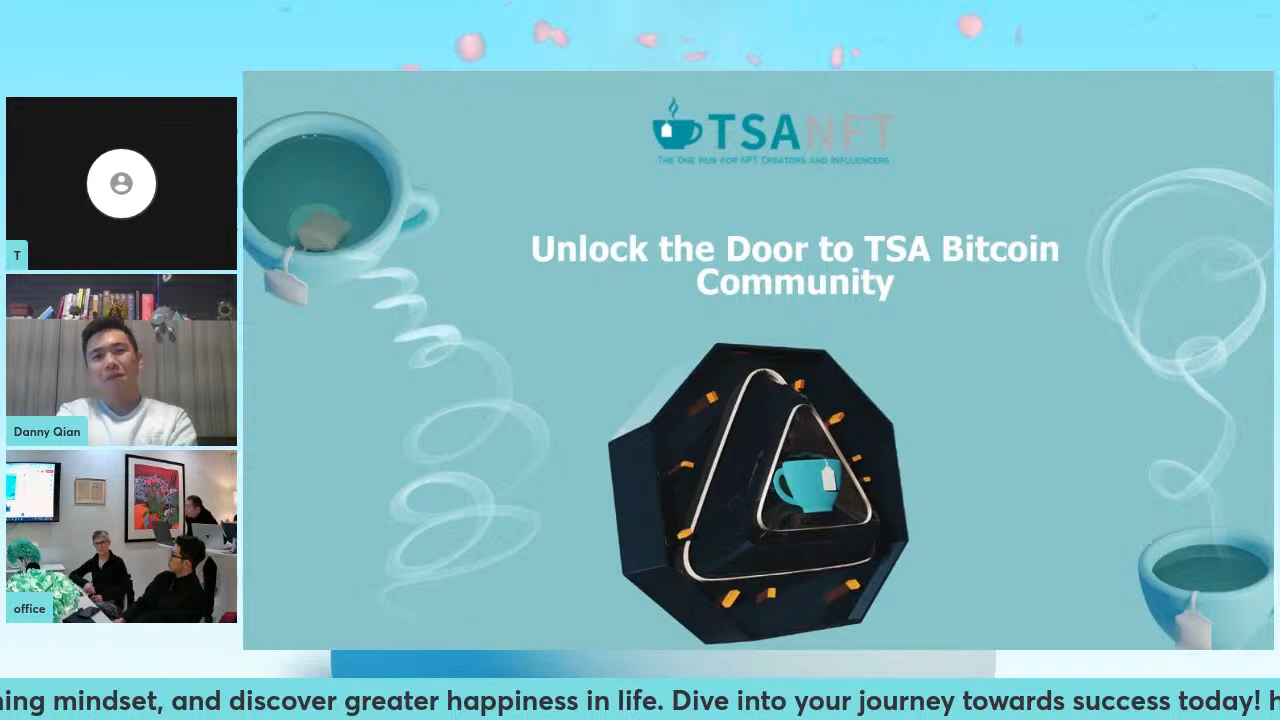 TSANFT
THE ONE HUB FOR NFT CREATORS AND INFLUENCERS
Unlock the Door to TSA Bitcoin
Community
T
Danny Qian
office
ning mindset, and discover greater happiness in life. Dive into your journey towards success today! h